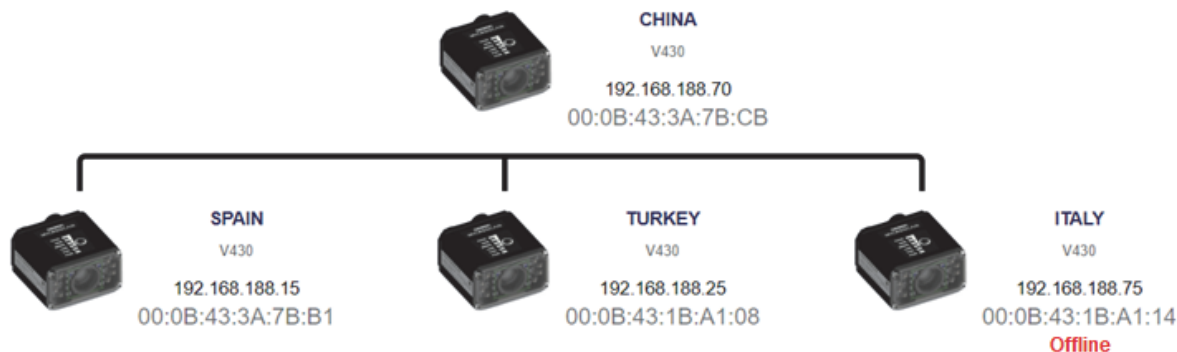 CHINA
V430
192.168.188.70
00:0B:43:3A:7B:CB
SPAIN
V430
192.168.188.15
00:0B:43:3A:7B:B1
TURKEY
V430
192.168.188.25
00:0B:43:1B:A1:08
ITALY
V430
192.168.188.75
00:0B:43:1B:A1:14
Offline